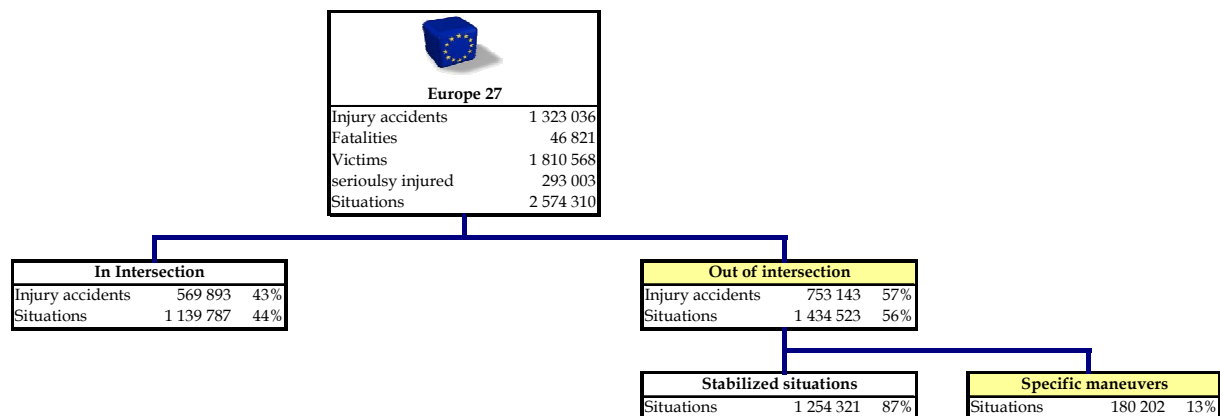 Europe 27
Injury accidents 1 323 036
Fatalities 46 821
Victims 1 810 568
serioulsy injured 293 003
Situations 2 574 310
In Intersection
Injury accidents 569 893 43%
Situations 1 139 787 44%
Out of intersection
Injury accidents 753 143 57%
Situations 1 434 523 56%
Stabilized situations
Situations 1 254 321 87%
Specific maneuvers
Situations 180 202 13%